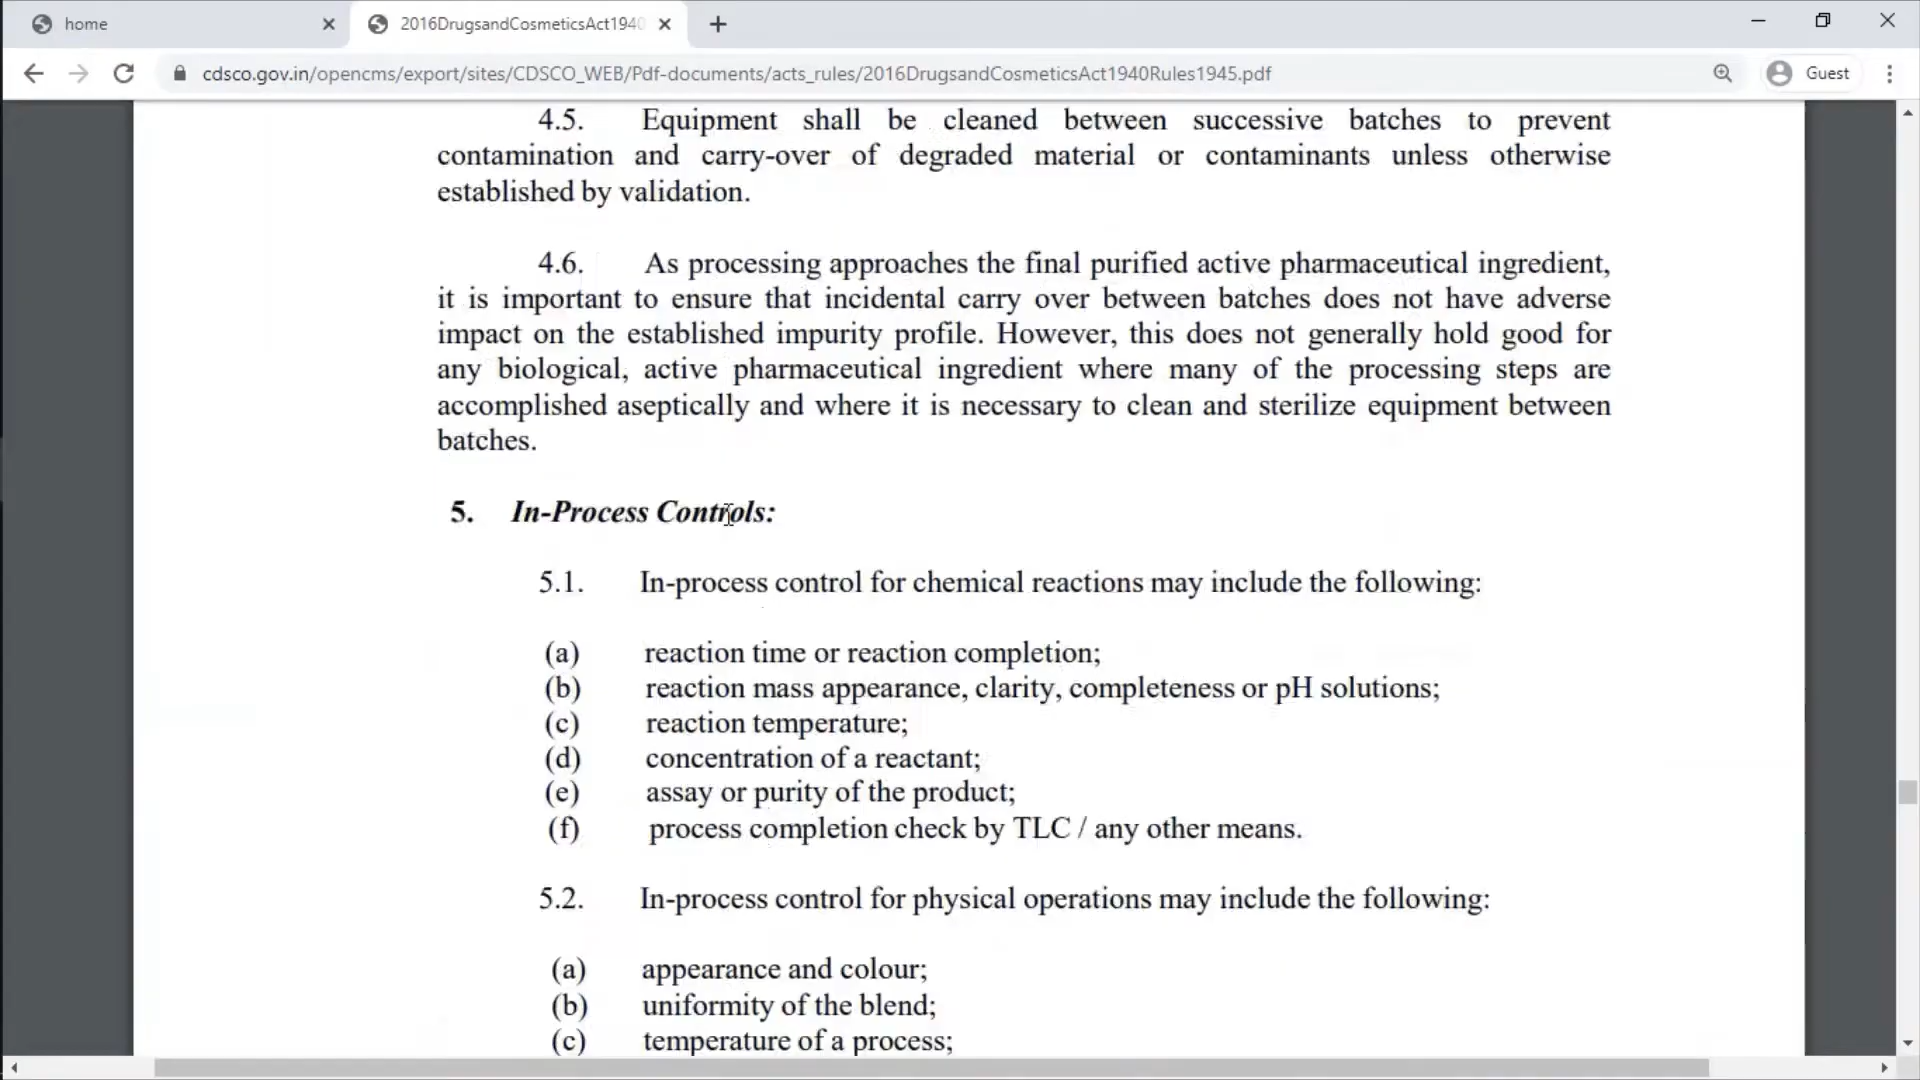 home
2016DrugsandCosmeticsAct1940
cdsco.gov.in/opencms/export/sites/CDSCO_WEB/Pdf-documents/acts_rules/2016DrugsandCosmeticsAct1940Rules1945.pdf
Guest
4.5. Equipment shall be cleaned between successive batches to prevent
contamination and carry-over of degraded material or contaminants unless otherwise
established by validation.
4.6. As processing approaches the final purified active pharmaceutical ingredient,
it is important to ensure that incidental carry over between batches does not have adverse
impact on the established impurity profile. However, this does not generally hold good for
any biological, active pharmaceutical ingredient where many of the processing steps are
accomplished aseptically and where it is necessary to clean and sterilize equipment between
batches.
5. In-Process Controls:
5.1. In-process control for chemical reactions may include the following:
(a) reaction time or reaction completion;
(b) reaction mass appearance, clarity, completeness or pH solutions;
(c) reaction temperature;
(d) concentration of a reactant;
(e) assay or purity of the product;
(f) process completion check by TLC / any other means.
5.2. In-process control for physical operations may include the following:
(a) appearance and colour;
(b) uniformity of the blend;
(c) temperature of a process;